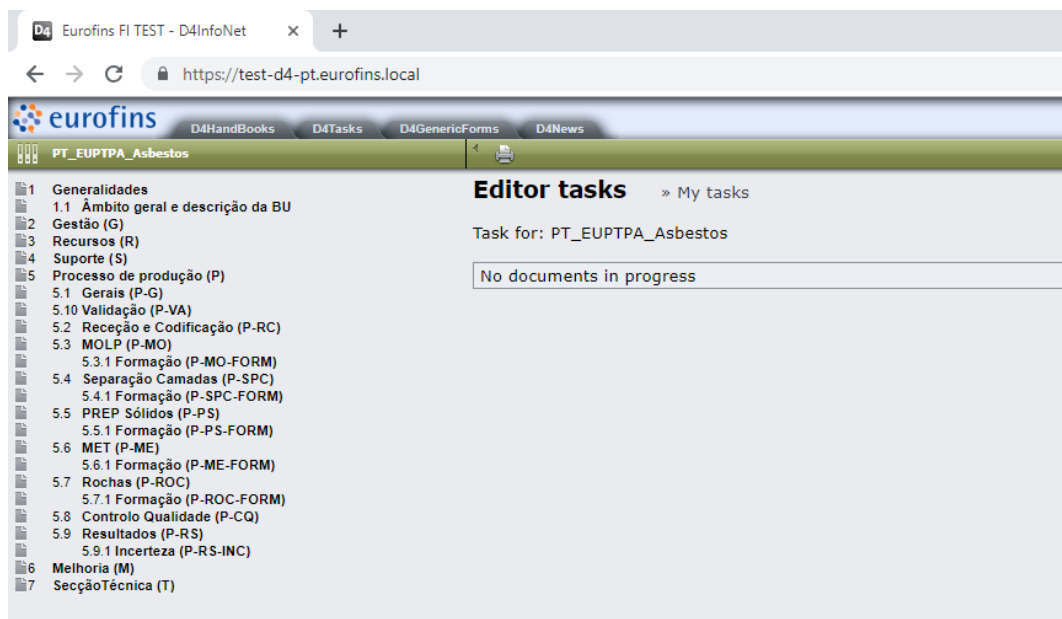 D4 Eurofins FI TEST - D4InfoNet
https://test-d4-pt.eurofins.local
eurofins
D4HandBooks D4Tasks D4GenericForms D4News
PT_EUPTPA_Asbestos
1 Generalidades
1.1 Âmbito geral e descrição da BU
2 Gestão (G)
3 Recursos (R)
4 Suporte (S)
5 Processo de produção (P)
5.1 Gerais (P-G)
5.10 Validação (P-VA)
5.2 Receção e Codificação (P-RC)
5.3 MOLP (P-MO)
5.3.1 Formação (P-MO-FORM)
5.4 Separação Camadas (P-SPC)
5.4.1 Formação (P-SPC-FORM)
5.5 PREP Sólidos (P-PS)
5.5.1 Formação (P-PS-FORM)
5.6 MET (P-ME)
5.6.1 Formação (P-ME-FORM)
5.7 Rochas (P-ROC)
5.7.1 Formação (P-ROC-FORM)
5.8 Controlo Qualidade (P-CQ)
5.9 Resultados (P-RS)
5.9.1 Incerteza (P-RS-INC)
6 Melhoria (M)
7 SecçãoTécnica (T)
Editor tasks » My tasks
Task for: PT_EUPTPA_Asbestos
No documents in progress